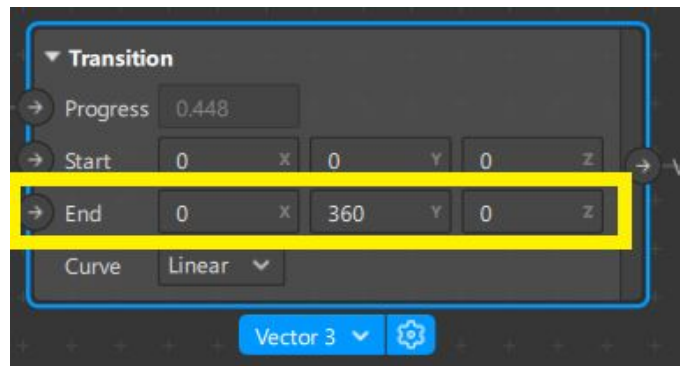 Transition
Progress 0.448
Start 0 X 0 Y 0 Z
End 0 X 360 Y 0 Z
Curve Linear
Vector 3